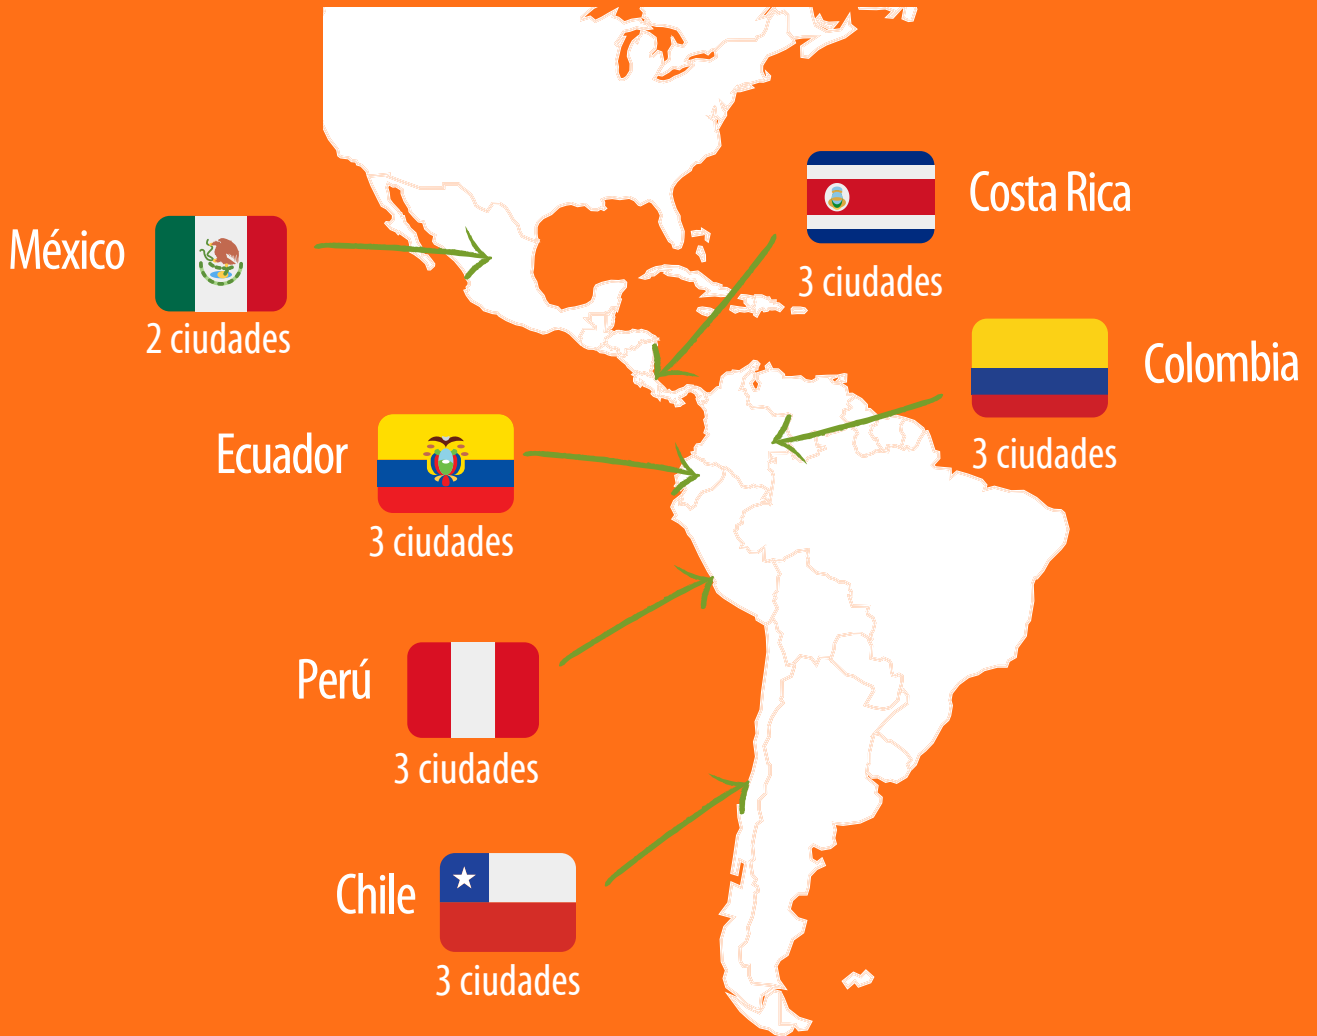 Costa Rica
3 ciudades
México
2 ciudades
Colombia
3 ciudades
Ecuador
3 ciudades
Perú
3 ciudades
Chile
3 ciudades